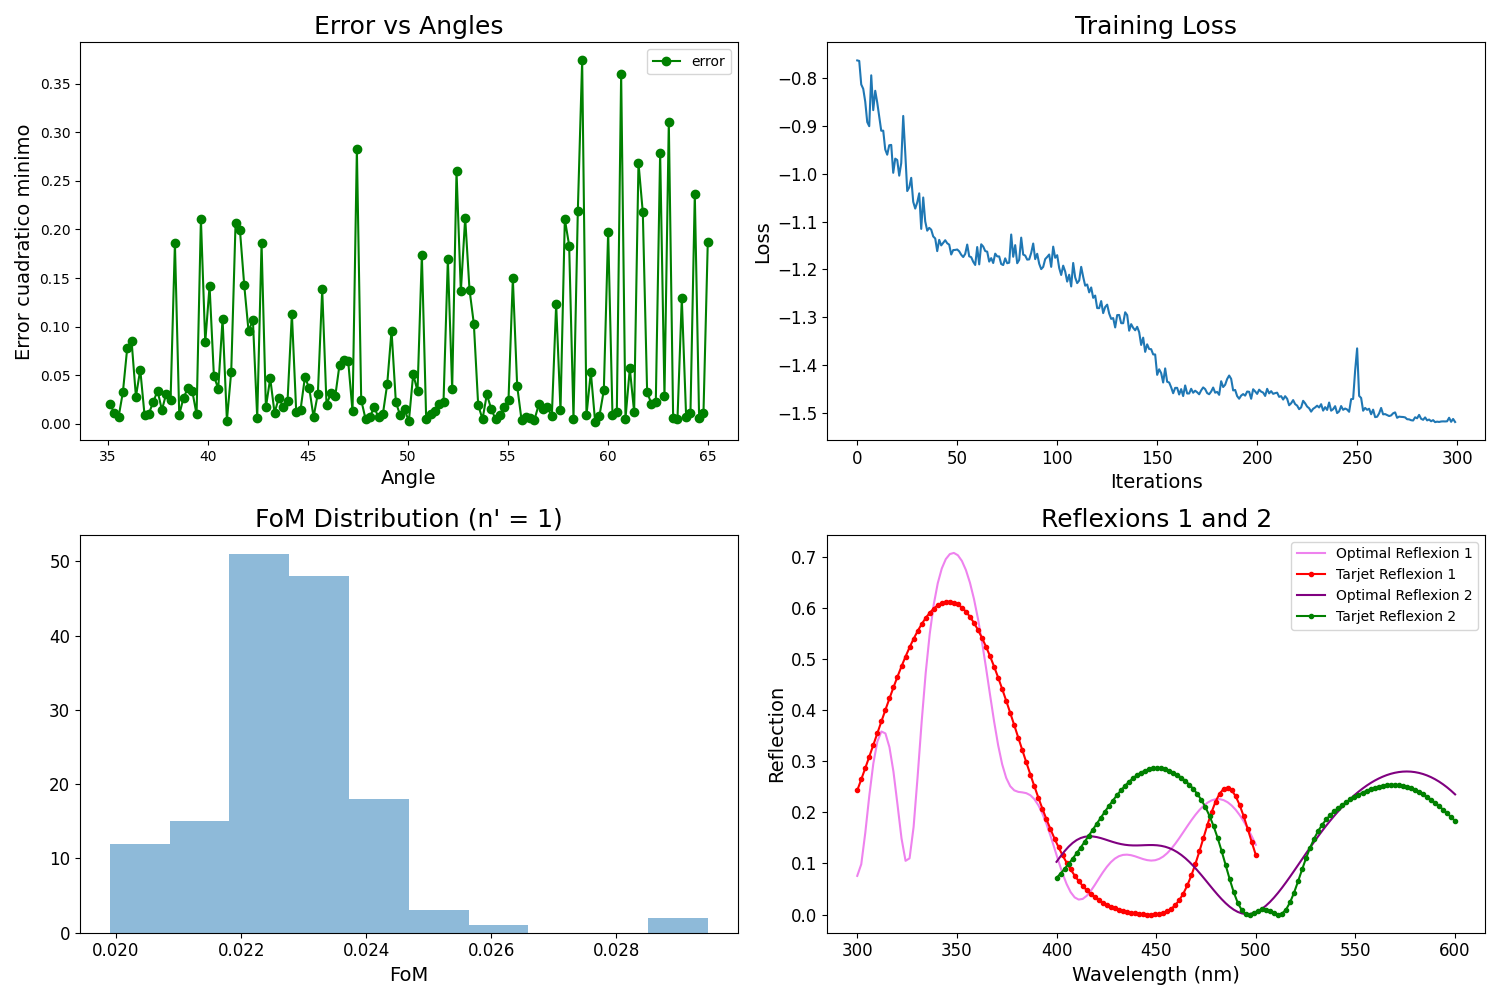 Error vs Angles
error
0.35
0.30
0.25
0.20
0.15
0.10
0.05
0.00
Error cuadratico minimo
35 40 45 50 55 60 65
Angle
Training Loss
−0.8
−0.9
−1.0
−1.1
−1.2
−1.3
−1.4
−1.5
Loss
0 50 100 150 200 250 300
Iterations
FoM Distribution (n' = 1)
50
40
30
20
10
0
0.020 0.022 0.024 0.026 0.028
FoM
Reflexions 1 and 2
Optimal Reflexion 1
Tarjet Reflexion 1
Optimal Reflexion 2
Tarjet Reflexion 2
0.7
0.6
0.5
0.4
0.3
0.2
0.1
0.0
Reflection
300 350 400 450 500 550 600
Wavelength (nm)